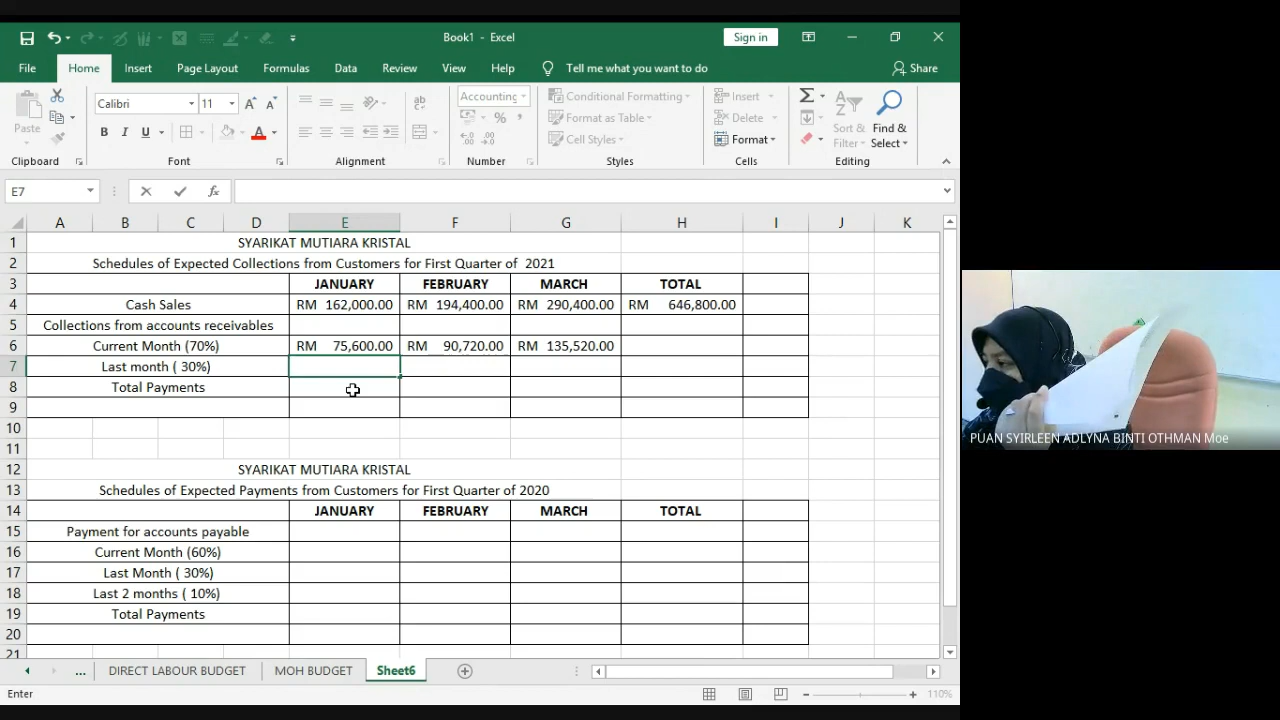 Book1 - Excel
Sign in
File Home Insert Page Layout Formulas Data Review View Help Tell me what you want to do Share
Paste
Calibri 11
B I U
Accounting
% ,
Conditional Formatting
Format as Table
Cell Styles
Insert
Delete
Format
Sort & Filter
Find & Select
Clipboard Font Alignment Number Styles Cells Editing
E7
fx
A B C D E F G H I J K
1 SYARIKAT MUTIARA KRISTAL
2 Schedules of Expected Collections from Customers for First Quarter of 2021
3 JANUARY FEBRUARY MARCH TOTAL
4 Cash Sales RM 162,000.00 RM 194,400.00 RM 290,400.00 RM 646,800.00
5 Collections from accounts receivables
6 Current Month (70%) RM 75,600.00 RM 90,720.00 RM 135,520.00
7 Last month ( 30%)
8 Total Payments
9
10
11
12 SYARIKAT MUTIARA KRISTAL
13 Schedules of Expected Payments from Customers for First Quarter of 2020
14 JANUARY FEBRUARY MARCH TOTAL
15 Payment for accounts payable
16 Current Month (60%)
17 Last Month ( 30%)
18 Last 2 months ( 10%)
19 Total Payments
20
21
... DIRECT LABOUR BUDGET MOH BUDGET Sheet6
Enter
110%
PUAN SYIRLEEN ADLYNA BINTI OTHMAN Moe